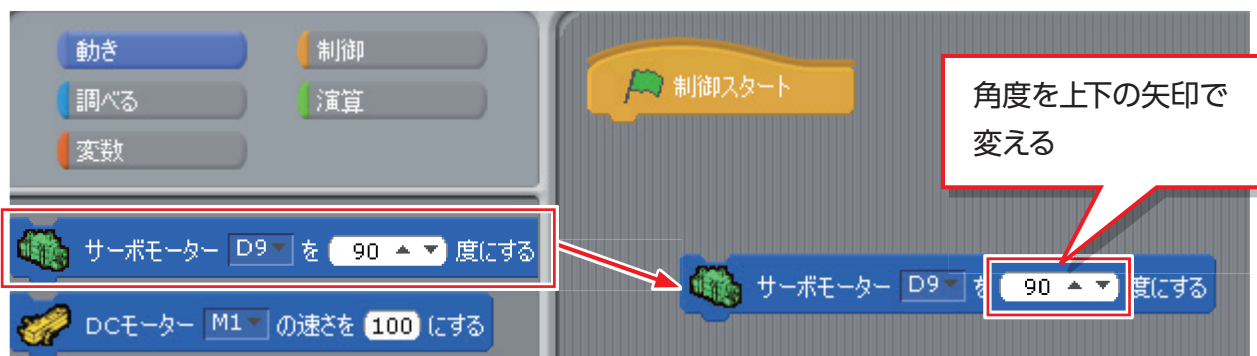 動き
制御
調べる
演算
変数
サーボモーター D9 を 90 度にする
DCモーター M1 の速さを 100 にする
制御スタート
角度を上下の矢印で
変える
サーボモーター D9 を 90 度にする